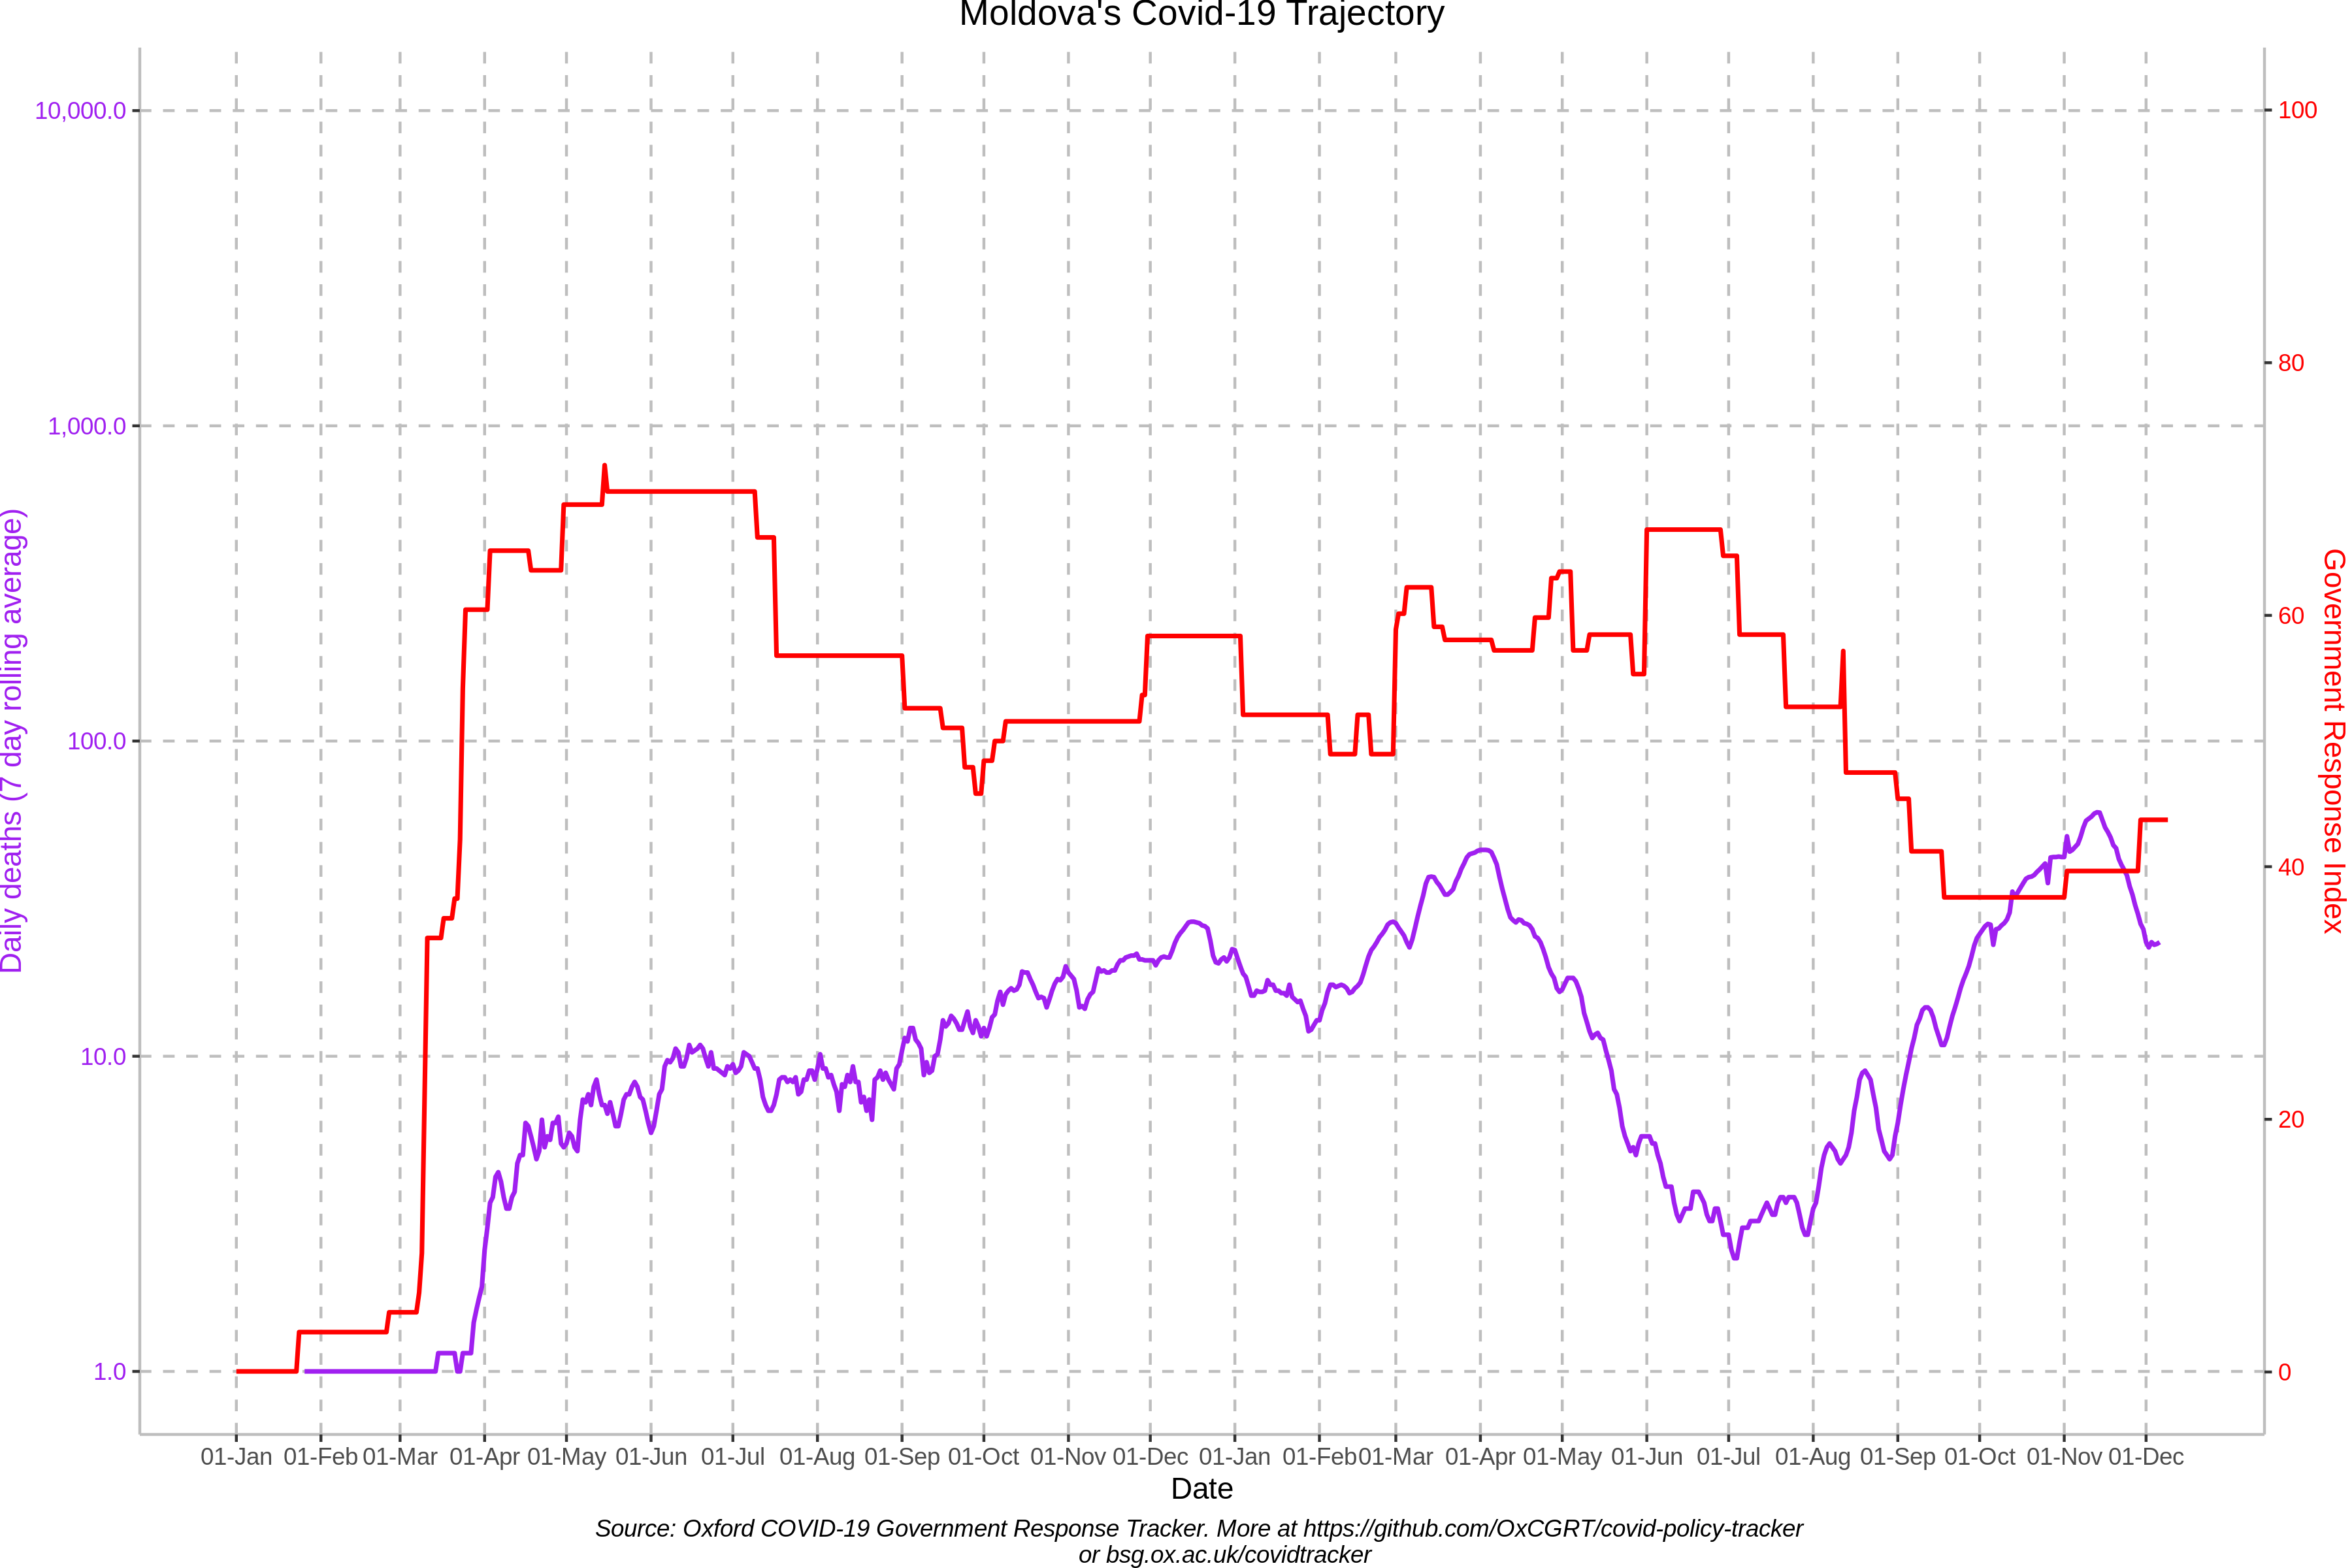 Moldova's Covid-19 Trajectory
10,000.0
1,000.0
100.0
10.0
1.0
Daily deaths (7 day rolling average)
100
80
60
40
20
0
Government Response Index
01-Jan 01-Feb 01-Mar 01-Apr 01-May 01-Jun 01-Jul 01-Aug 01-Sep 01-Oct 01-Nov 01-Dec 01-Jan 01-Feb 01-Mar 01-Apr 01-May 01-Jun 01-Jul 01-Aug 01-Sep 01-Oct 01-Nov 01-Dec
Date
Source: Oxford COVID-19 Government Response Tracker. More at https://github.com/OxCGRT/covid-policy-tracker
or bsg.ox.ac.uk/covidtracker